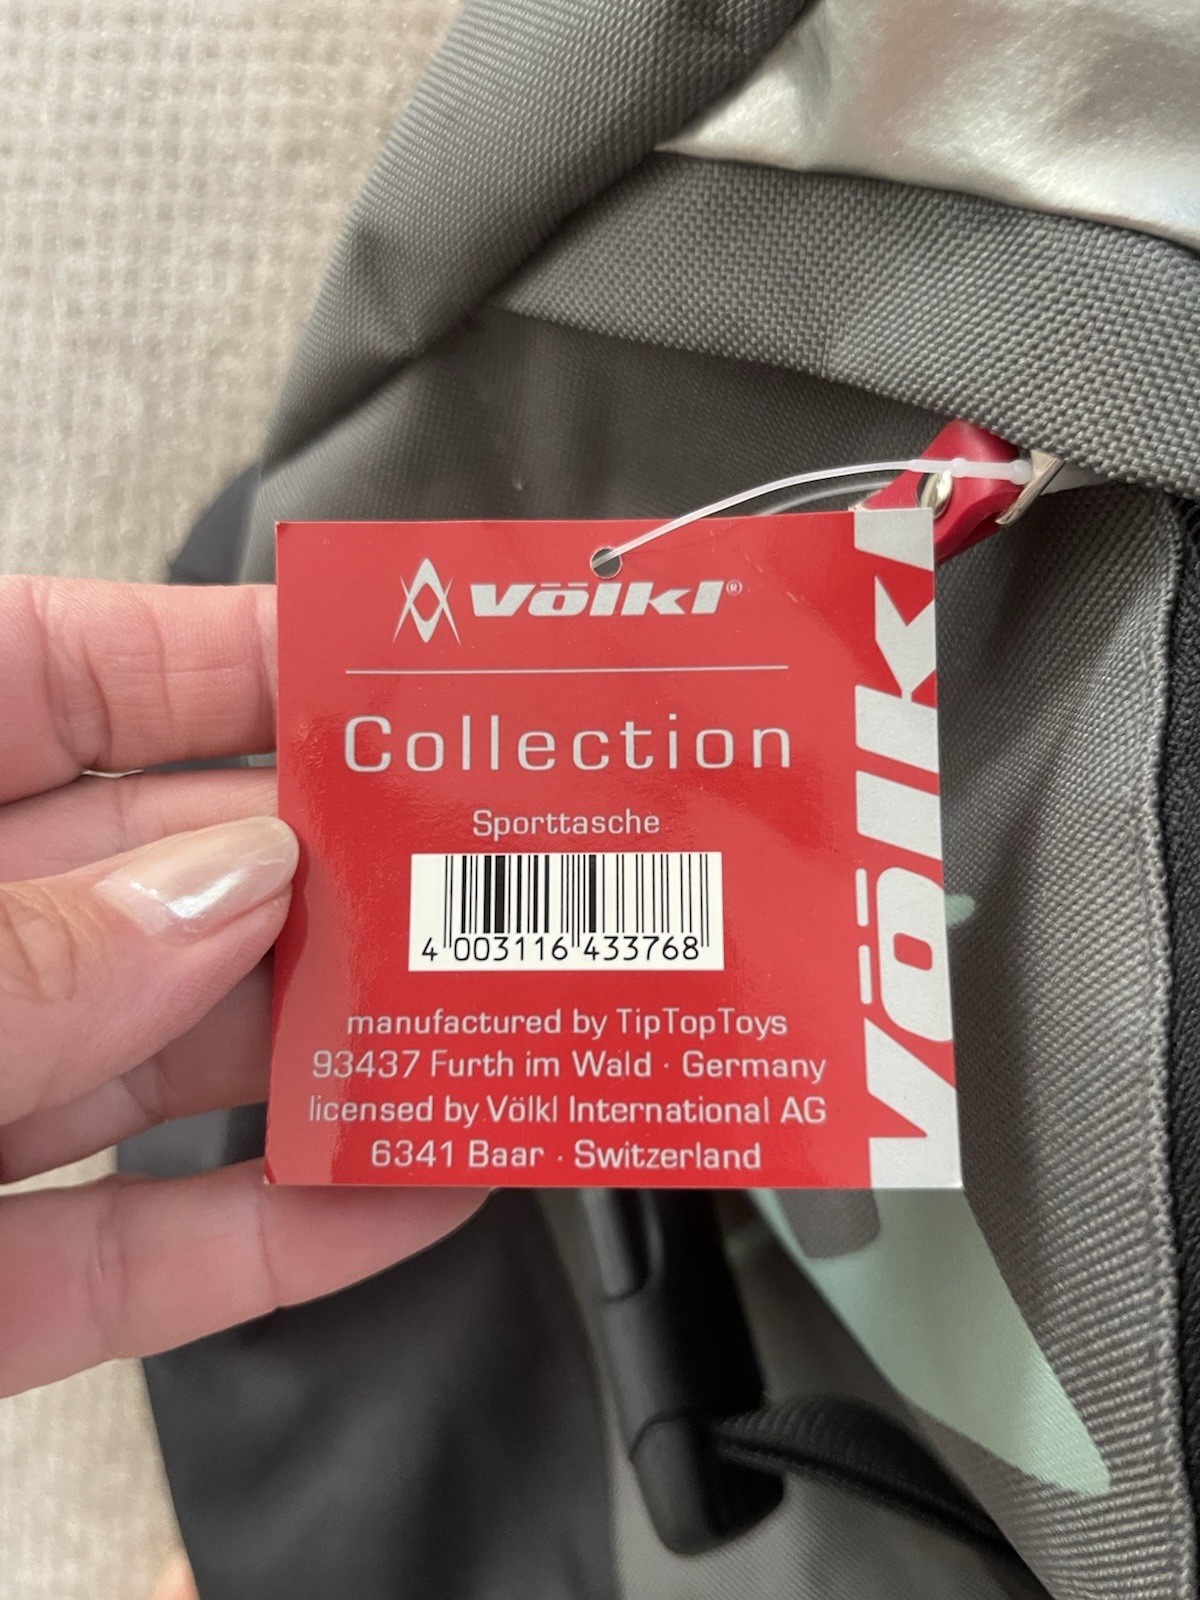 völkl®
Collection
Sporttasche
4 003116 433768
manufactured by TipTopToys
93437 Furth im Wald · Germany
licensed by Völkl International AG
6341 Baar · Switzerland
völkl